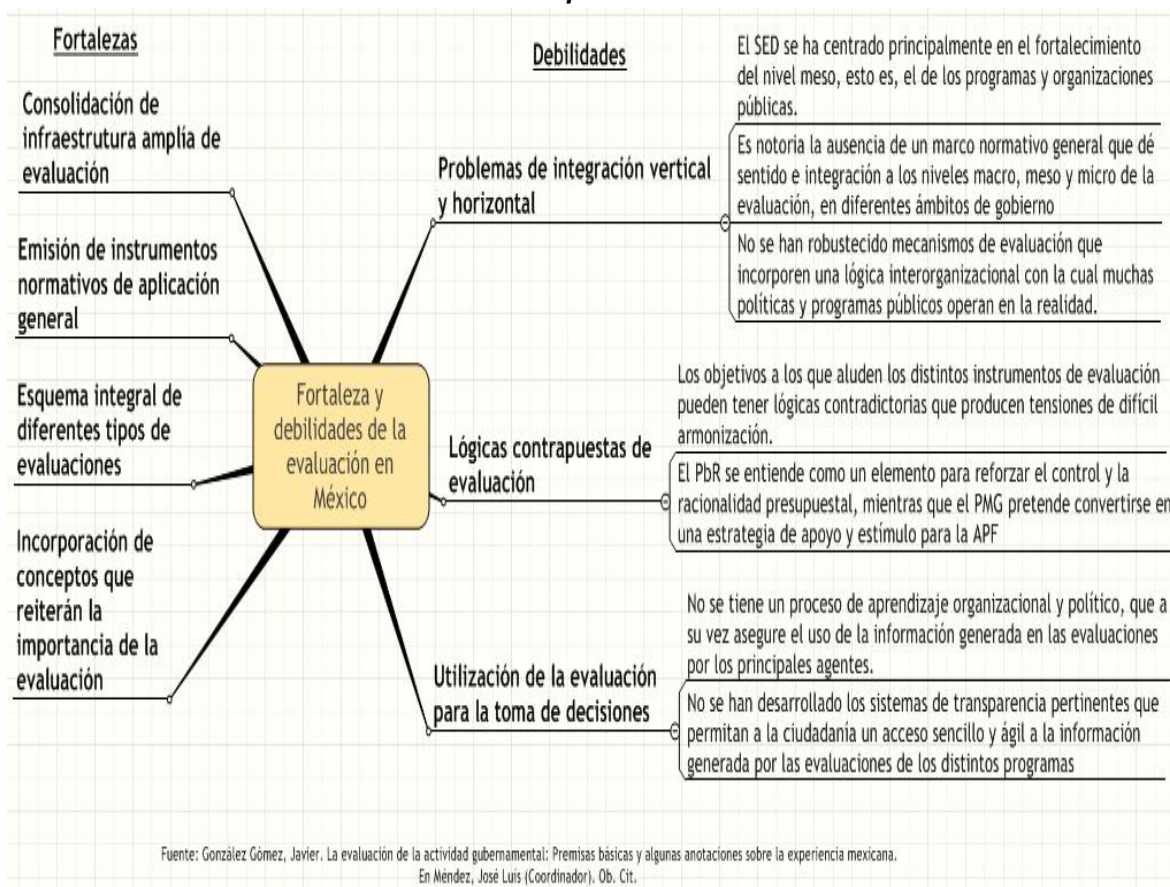 Fortalezas
Consolidación de
infraestrutura amplía de
evaluación
Emisión de instrumentos
normativos de aplicación
general
Esquema integral de
diferentes tipos de
evaluaciones
Incorporación de
conceptos que
reiterán la
importancia de la
evaluación
Fortaleza y
debilidades de la
evaluación en
México
Debilidades
Problemas de integración vertical
y horizontal
El SED se ha centrado principalmente en el fortalecimiento
del nivel meso, esto es, el de los programas y organizaciones
públicas.
Es notoria la ausencia de un marco normativo general que dé
sentido e integración a los niveles macro, meso y micro de la
evaluación, en diferentes ámbitos de gobierno
No se han robustecido mecanismos de evaluación que
incorporen una lógica interorganizacional con la cual muchas
políticas y programas públicos operan en la realidad.
Lógicas contrapuestas de
evaluación
Los objetivos a los que aluden los distintos instrumentos de evaluación
pueden tener lógicas contradictorias que producen tensiones de difícil
armonización.
El PbR se entiende como un elemento para reforzar el control y la
racionalidad presupuestal, mientras que el PMG pretende convertirse en
una estrategia de apoyo y estímulo para la APF
Utilización de la evaluación
para la toma de decisiones
No se tiene un proceso de aprendizaje organizacional y político, que a
su vez asegure el uso de la información generada en las evaluaciones
por los principales agentes.
No se han desarrollado los sistemas de transparencia pertinentes que
permitan a la ciudadanía un acceso sencillo y ágil a la información
generada por las evaluaciones de los distintos programas
Fuente: González Gómez, Javier. La evaluación de la actividad gubernamental: Premisas básicas y algunas anotaciones sobre la experiencia mexicana.
En Méndez, José Luis (Coordinador). Ob. Cit.